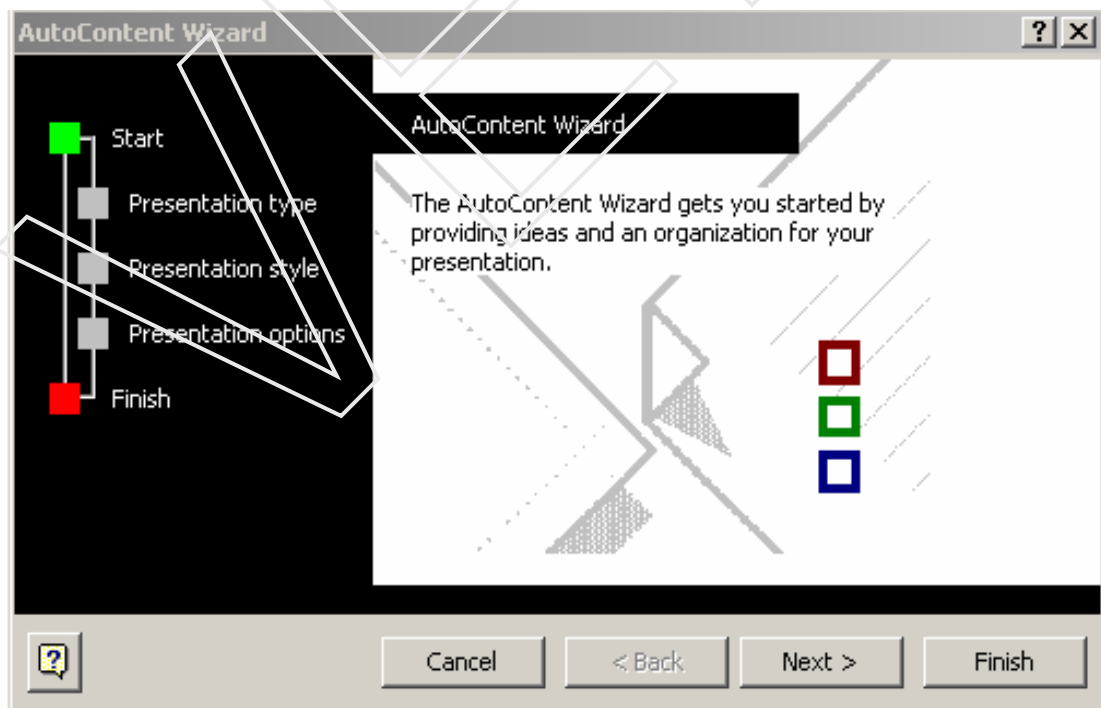 AutoContent Wizard
Start
Presentation type
Presentation style
Presentation options
Finish
AutoContent Wizard
The AutoContent Wizard gets you started by
providing ideas and an organization for your
presentation.
Cancel
< Back
Next >
Finish